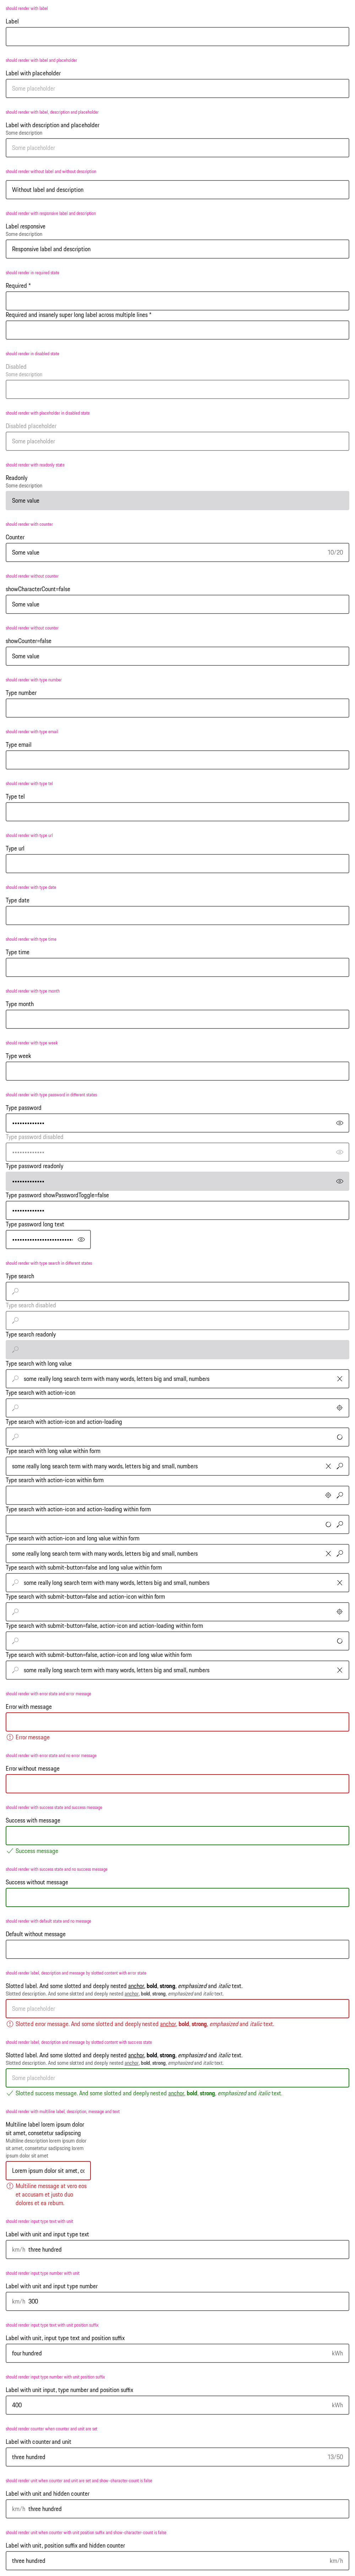 should render with label
Label
should render with label and placeholder
Label with placeholder
Some placeholder
should render with label, description and placeholder
Label with description and placeholder
Some description
Some placeholder
should render without label and without description
Without label and description
should render with responsive label and description
Label responsive
Some description
Responsive label and description
should render in required state
Required *
Required and insanely super long label across multiple lines *
should render in disabled state
Disabled
Some description
should render with placeholder in disabled state
Disabled placeholder
Some placeholder
should render with readonly state
Readonly
Some description
Some value
should render with counter
Counter
Some value 10/20
should render without counter
showCharacterCount=false
Some value
should render without counter
showCounter=false
Some value
should render with type number
Type number
should render with type email
Type email
should render with type tel
Type tel
should render with type url
Type url
should render with type date
Type date
should render with type time
Type time
should render with type month
Type month
should render with type week
Type week
should render with type password in different states
Type password
Type password disabled
Type password readonly
Type password showPasswordToggle=false
Type password long text
should render with type search in different states
Type search
Type search disabled
Type search readonly
Type search with long value
some really long search term with many words, letters big and small, numbers
Type search with action-icon
Type search with action-icon and action-loading
Type search with long value within form
some really long search term with many words, letters big and small, numbers
Type search with action-icon within form
Type search with action-icon and action-loading within form
Type search with action-icon and long value within form
some really long search term with many words, letters big and small, numbers
Type search with submit-button=false and long value within form
some really long search term with many words, letters big and small, numbers
Type search with submit-button=false and action-icon within form
Type search with submit-button=false, action-icon and action-loading within form
Type search with submit-button=false, action-icon and long value within form
some really long search term with many words, letters big and small, numbers
should render with error state and error message
Error with message
Error message
should render with error state and no error message
Error without message
should render with success state and success message
Success with message
Success message
should render with success state and no success message
Success without message
should render with default state and no message
Default without message
should render label, description and message by slotted content with error state
Slotted label. And some slotted and deeply nested anchor, bold, strong, emphasized and italic text.
Slotted description. And some slotted and deeply nested anchor, bold, strong, emphasized and italic text.
Some placeholder
Slotted error message. And some slotted and deeply nested anchor, bold, strong, emphasized and italic text.
should render label, description and message by slotted content with success state
Slotted label. And some slotted and deeply nested anchor, bold, strong, emphasized and italic text.
Slotted description. And some slotted and deeply nested anchor, bold, strong, emphasized and italic text.
Some placeholder
Slotted success message. And some slotted and deeply nested anchor, bold, strong, emphasized and italic text.
should render with multiline label, description, message and text
Multiline label lorem ipsum dolor
sit amet, consetetur sadipscing
Multiline description lorem ipsum dolor
sit amet, consetetur sadipscing lorem
ipsum dolor sit amet
Lorem ipsum dolor sit amet, co
Multiline message at vero eos
et accusam et justo duo
dolores et ea rebum.
should render input type text with unit
Label with unit and input type text
km/h three hundred
should render input type number with unit
Label with unit and input type number
km/h 300
should render input type text with unit position suffix
Label with unit, input type text and position suffix
four hundred kWh
should render input type number with unit position suffix
Label with unit input, type number and position suffix
400 kWh
should render counter when counter and unit are set
Label with counter and unit
three hundred 13/50
should render unit when counter and unit are set and show-character-count is false
Label with unit and hidden counter
km/h three hundred
should render unit when counter with unit position suffix and show-character-count is false
Label with unit, position suffix and hidden counter
three hundred km/h